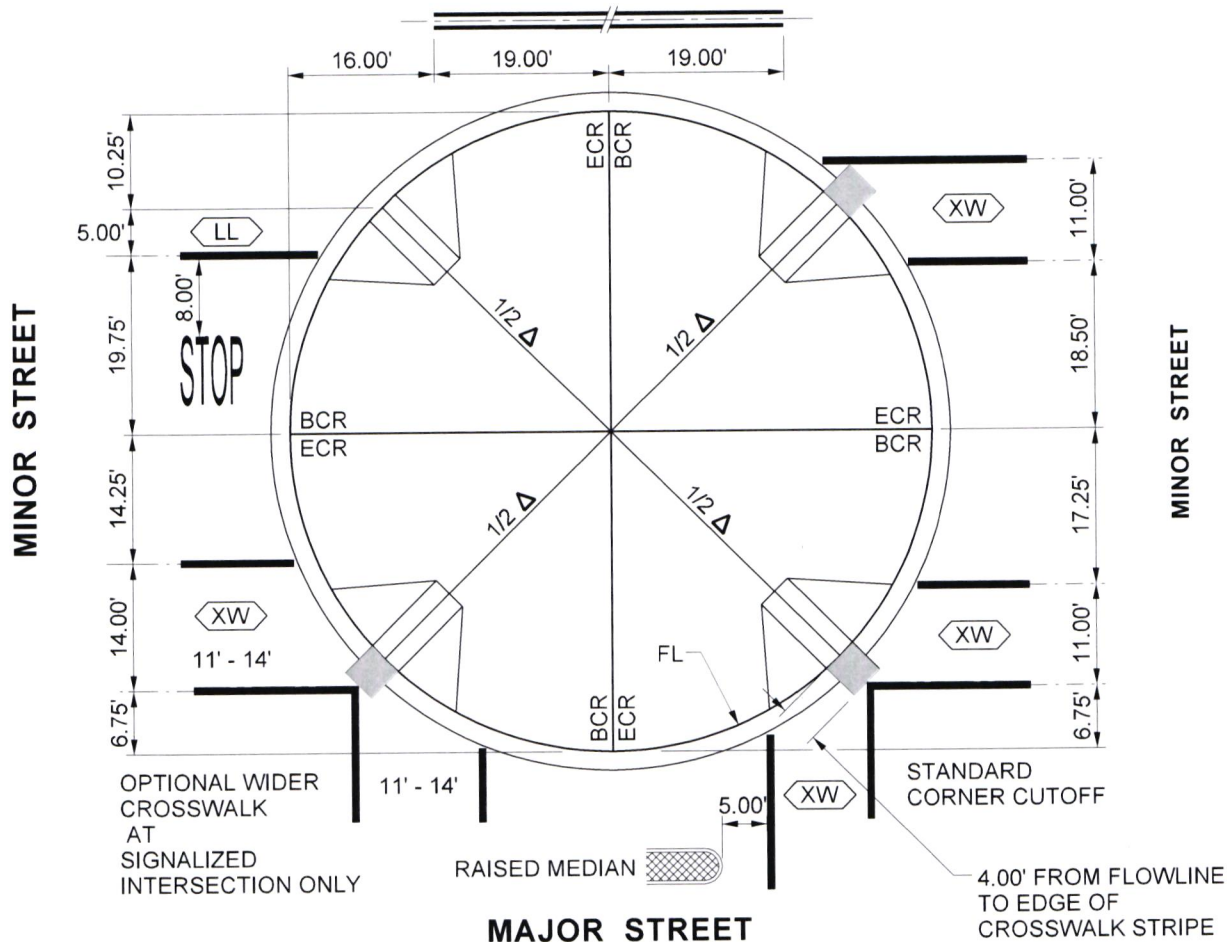 16.00'
19.00'
19.00'
10.25'
5.00'
19.75'
14.25'
14.00'
6.75'
LL
8.00'
STOP
MINOR STREET
ECR
BCR
1/2 Δ
1/2 Δ
BCR
ECR
ECR
BCR
1/2 Δ
1/2 Δ
BCR
ECR
FL
XW
11.00'
18.50'
17.25'
11.00'
6.75'
MINOR STREET
XW
XW
11' - 14'
OPTIONAL WIDER
CROSSWALK
AT
SIGNALIZED
INTERSECTION ONLY
11' - 14'
5.00'
XW
STANDARD
CORNER CUTOFF
RAISED MEDIAN
4.00' FROM FLOWLINE
TO EDGE OF
CROSSWALK STRIPE
MAJOR STREET